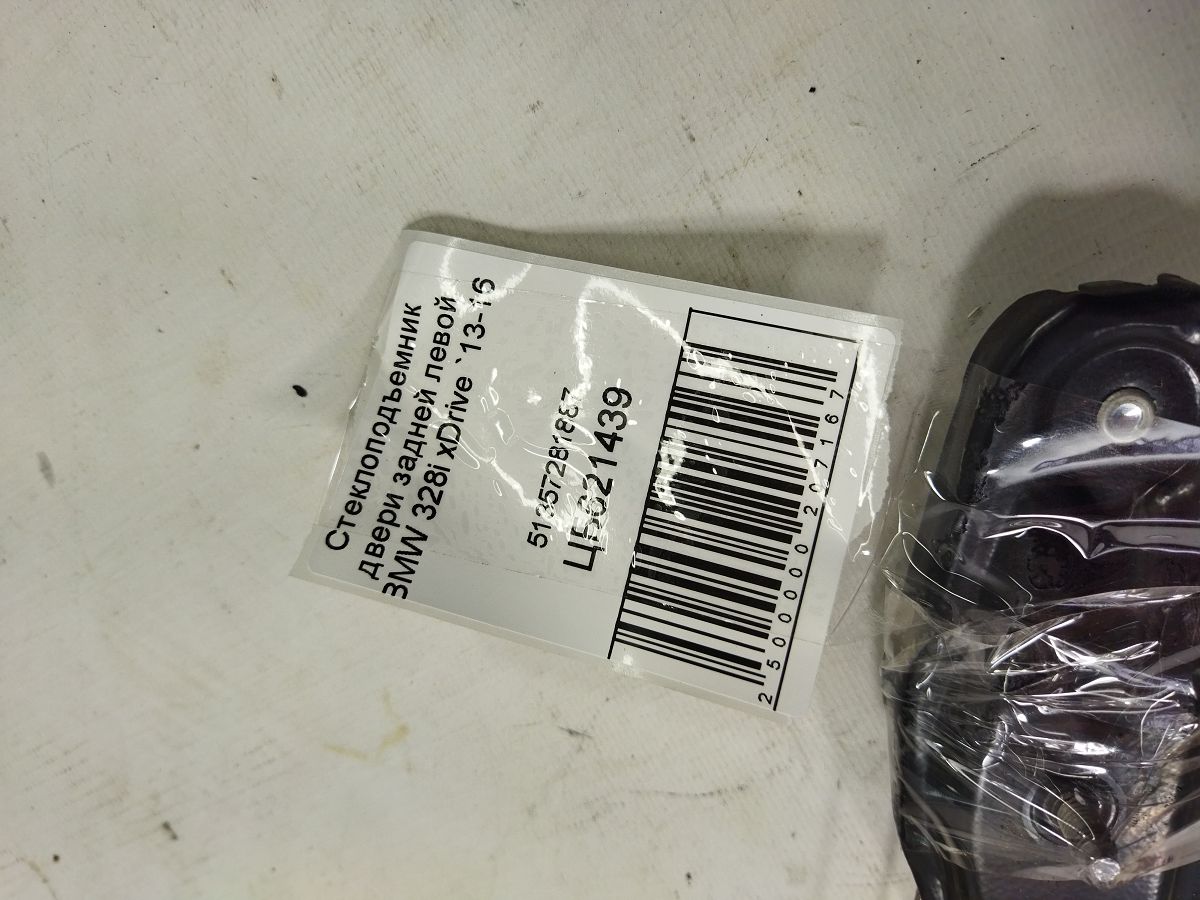 Стеклоподъемник
двери задней левой
BMW 328i xDrive `13-16
51357281887
ЦБ621439
2500002207167